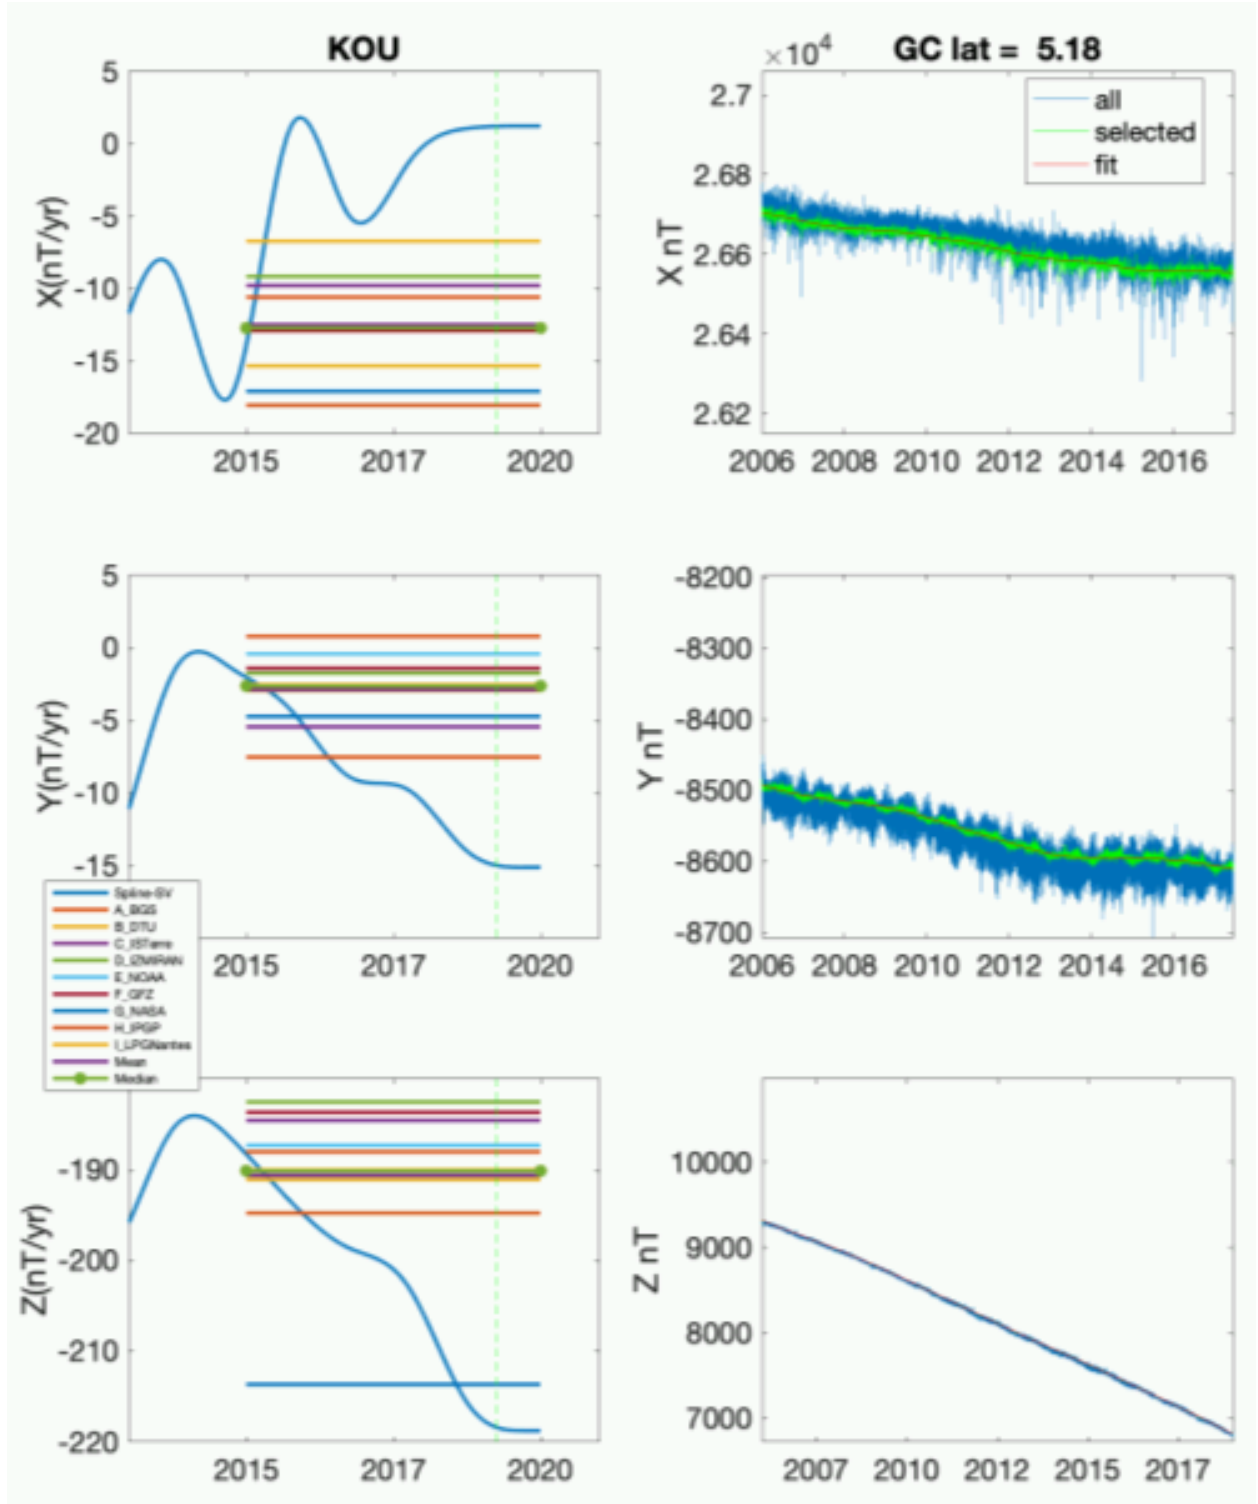 KOU
5
0
-5
-10
-15
-20
X(nT/yr)
2015 2017 2020
GC lat = 5.18
×10⁴
2.7
2.68
2.66
2.64
2.62
X nT
all
selected
fit
2006 2008 2010 2012 2014 2016
5
0
-5
-10
-15
Y(nT/yr)
2015 2017 2020
-8200
-8300
-8400
-8500
-8600
-8700
Y nT
2006 2008 2010 2012 2014 2016
Spline-SV
A_BGS
B_DTU
C_ISTerre
D_IZMIRAN
E_NOAA
F_GFZ
G_NASA
H_IPGP
I_LPGNantes
Mean
Median
-190
-200
-210
-220
Z(nT/yr)
2015 2017 2020
10000
9000
8000
7000
Z nT
2007 2010 2012 2015 2017